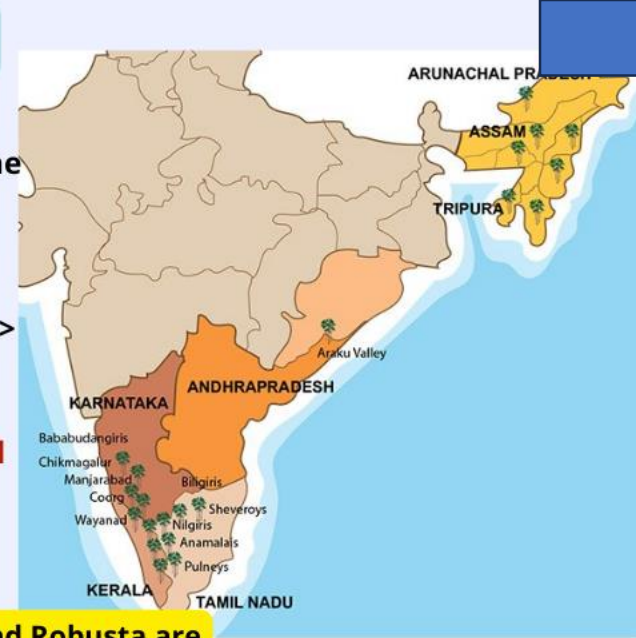 ARUNACHAL PRADESH
ASSAM
TRIPURA
Araku Valley
ANDHRAPRADESH
KARNATAKA
Bababudangiris
Chikmagalur
Manjarabad
Biligiris
Coorg
Sheveroys
Wayanad
Nilgiris
Anamalais
Pulneys
KERALA
TAMIL NADU
>
Robusta are